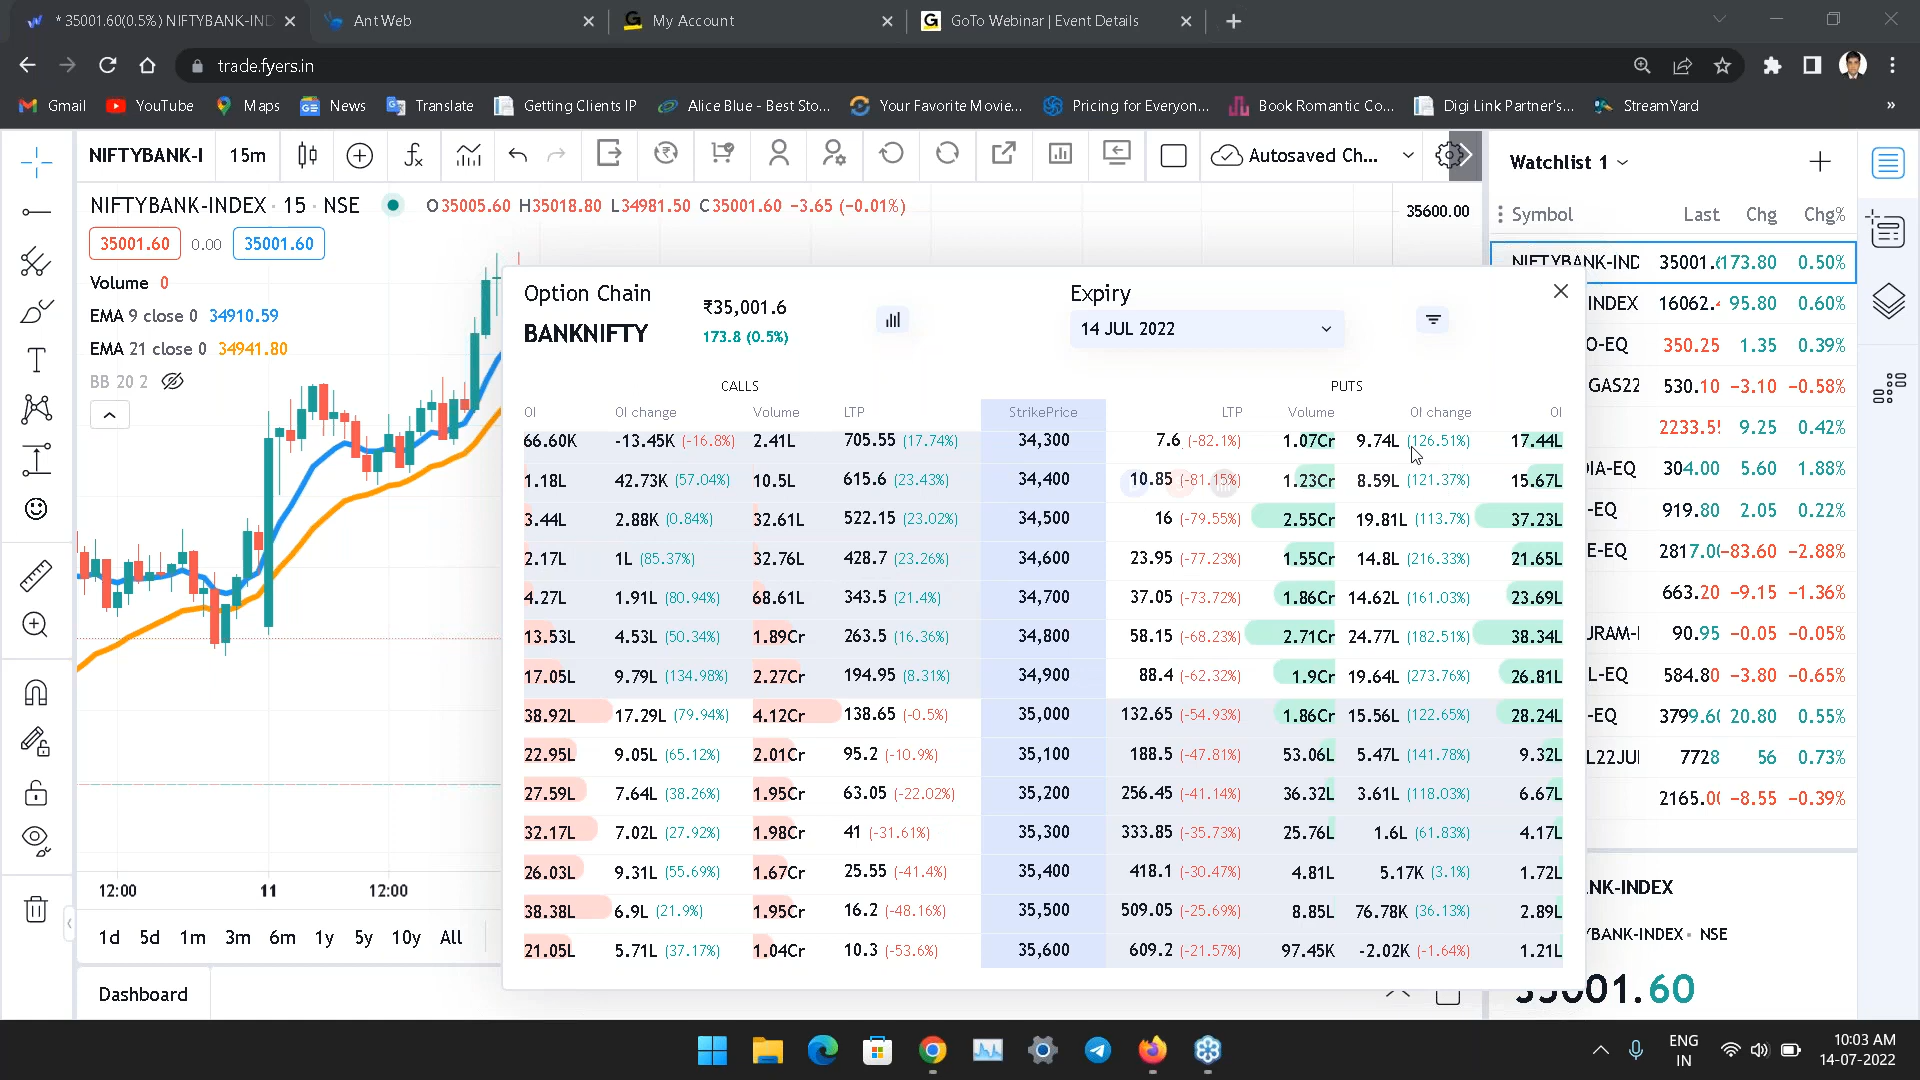 * 35001.60(0.5%) NIFTYBANK-IND
Ant Web
My Account
GoTo Webinar | Event Details
trade.fyers.in
Gmail
YouTube
Maps
News
Translate
Getting Clients IP
Alice Blue - Best Sto...
Your Favorite Movie...
Pricing for Everyon...
Book Romantic Co...
Digi Link Partner's...
StreamYard
»
NIFTYBANK-I
15m
Autosaved Ch...
Watchlist 1
NIFTYBANK-INDEX · 15 · NSE
O35005.60 H35018.80 L34981.50 C35001.60 −3.65 (−0.01%)
35600.00
35001.60 0.00 35001.60
Volume 0
EMA 9 close 0 34910.59
EMA 21 close 0 34941.80
BB 20 2
Symbol Last Chg Chg%
NIFTYBANK-IND 35001. 173.80 0.50%
INDEX 16062. 95.80 0.60%
O-EQ 350.25 1.35 0.39%
GAS22 530.10 −3.10 −0.58%
2233.5 9.25 0.42%
IA-EQ 304.00 5.60 1.88%
-EQ 919.80 2.05 0.22%
E-EQ 2817.0 −83.60 −2.88%
663.20 −9.15 −1.36%
RAM- 90.95 −0.05 −0.05%
L-EQ 584.80 −3.80 −0.65%
-EQ 3799.6 20.80 0.55%
L22JUI 7728 56 0.73%
2165.0 −8.55 −0.39%
Option Chain
BANKNIFTY
₹35,001.6
173.8 (0.5%)
Expiry
14 JUL 2022
CALLS PUTS
OI OI change Volume LTP StrikePrice LTP Volume OI change OI
66.60K -13.45K (-16.8%) 2.41L 705.55 (17.74%) 34,300 7.6 (-82.1%) 1.07Cr 9.74L (126.51%) 17.44L
1.18L 42.73K (57.04%) 10.5L 615.6 (23.43%) 34,400 10.85 (-81.15%) 1.23Cr 8.59L (121.37%) 15.67L
3.44L 2.88K (0.84%) 32.61L 522.15 (23.02%) 34,500 16 (-79.55%) 2.55Cr 19.81L (113.7%) 37.23L
2.17L 1L (85.37%) 32.76L 428.7 (23.26%) 34,600 23.95 (-77.23%) 1.55Cr 14.8L (216.33%) 21.65L
4.27L 1.91L (80.94%) 68.61L 343.5 (21.4%) 34,700 37.05 (-73.72%) 1.86Cr 14.62L (161.03%) 23.69L
13.53L 4.53L (50.34%) 1.89Cr 263.5 (16.36%) 34,800 58.15 (-68.23%) 2.71Cr 24.77L (182.51%) 38.34L
17.05L 9.79L (134.98%) 2.27Cr 194.95 (8.31%) 34,900 88.4 (-62.32%) 1.9Cr 19.64L (273.76%) 26.81L
38.92L 17.29L (79.94%) 4.12Cr 138.65 (-0.5%) 35,000 132.65 (-54.93%) 1.86Cr 15.56L (122.65%) 28.24L
22.95L 9.05L (65.12%) 2.01Cr 95.2 (-10.9%) 35,100 188.5 (-47.81%) 53.06L 5.47L (141.78%) 9.32L
27.59L 7.64L (38.26%) 1.95Cr 63.05 (-22.02%) 35,200 256.45 (-41.14%) 36.32L 3.61L (118.03%) 6.67L
32.17L 7.02L (27.92%) 1.98Cr 41 (-31.61%) 35,300 333.85 (-35.73%) 25.76L 1.6L (61.83%) 4.17L
26.03L 9.31L (55.69%) 1.67Cr 25.55 (-41.4%) 35,400 418.1 (-30.47%) 4.81L 5.17K (3.1%) 1.72L
38.38L 6.9L (21.9%) 1.95Cr 16.2 (-48.16%) 35,500 509.05 (-25.69%) 8.85L 76.78K (36.13%) 2.89L
21.05L 5.71L (37.17%) 1.04Cr 10.3 (-53.6%) 35,600 609.2 (-21.57%) 97.45K -2.02K (-1.64%) 1.21L
12:00 11 12:00
1d 5d 1m 3m 6m 1y 5y 10y All
Dashboard
NK-INDEX
BANK-INDEX · NSE
35001.60
ENG
IN
10:03 AM
14-07-2022